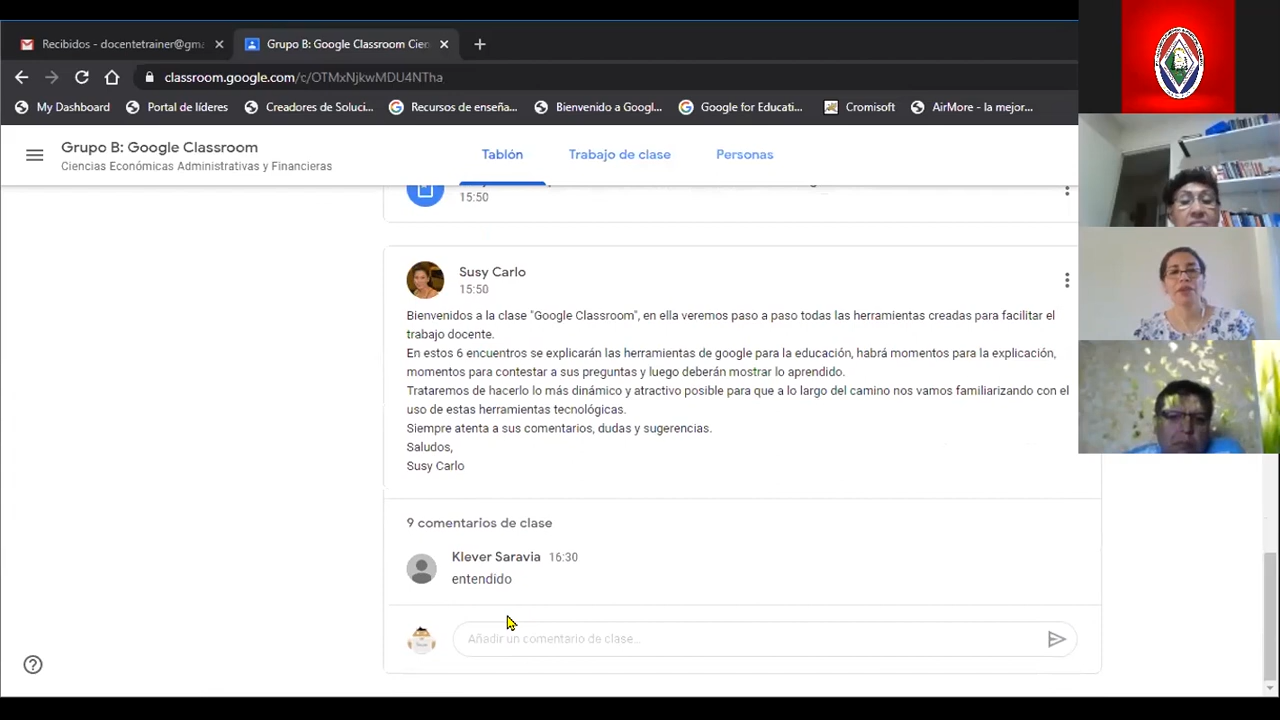 Recibidos - docentetrainer@gma
Grupo B: Google Classroom Cien
classroom.google.com/c/OTMxNjkwMDU4NTha
My Dashboard
Portal de líderes
Creadores de Soluci...
Recursos de enseña...
Bienvenido a Googl...
Google for Educati...
Cromisoft
AirMore - la mejor...
Grupo B: Google Classroom
Ciencias Económicas Administrativas y Financieras
Tablón
Trabajo de clase
Personas
15:50
Susy Carlo
15:50
Bienvenidos a la clase "Google Classroom", en ella veremos paso a paso todas las herramientas creadas para facilitar el
trabajo docente.
En estos 6 encuentros se explicarán las herramientas de google para la educación, habrá momentos para la explicación,
momentos para contestar a sus preguntas y luego deberán mostrar lo aprendido.
Trataremos de hacerlo lo más dinámico y atractivo posible para que a lo largo del camino nos vamos familiarizando con el
uso de estas herramientas tecnológicas.
Siempre atenta a sus comentarios, dudas y sugerencias.
Saludos,
Susy Carlo
9 comentarios de clase
Klever Saravia 16:30
entendido
Añadir un comentario de clase...